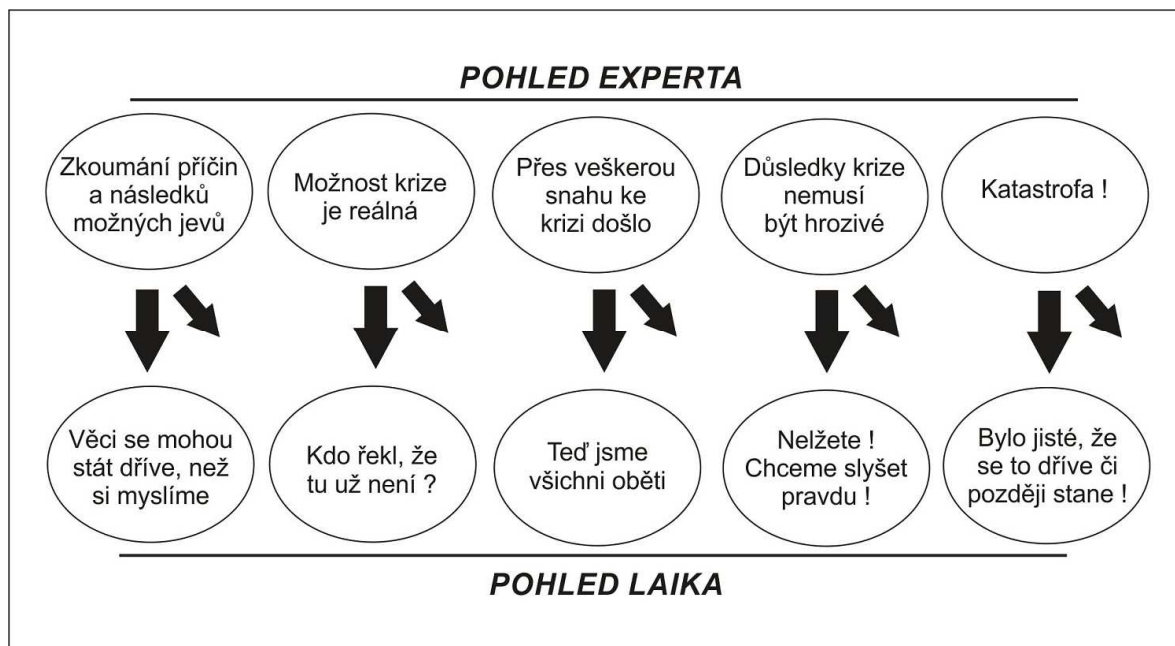 POHLED EXPERTA
Zkoumání příčin
a následků
možných jevů
Možnost krize
je reálná
Přes veškerou
snahu ke
krizi došlo
Důsledky krize
nemusí
být hrozivé
Katastrofa !
Věci se mohou
stát dříve, než
si myslíme
Kdo řekl, že
tu už není ?
Teď jsme
všichni oběti
Nelžete !
Chceme slyšet
pravdu !
Bylo jisté, že
se to dříve či
později stane !
POHLED LAIKA